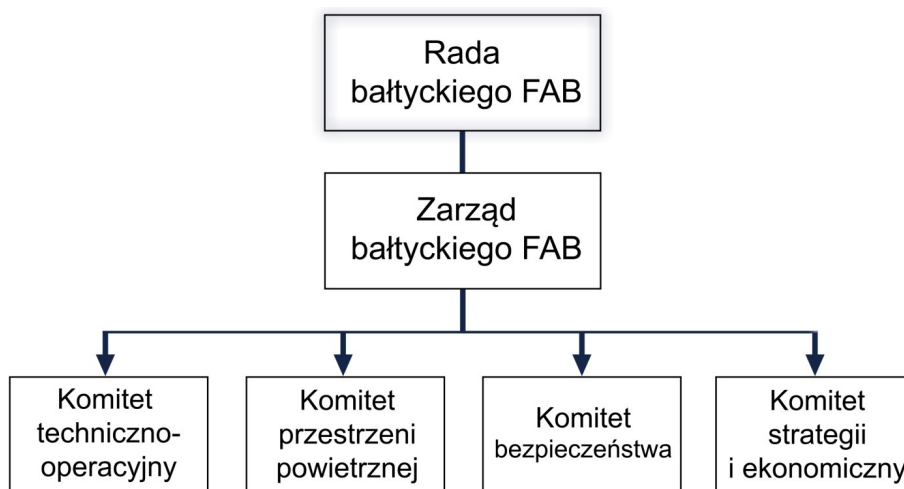 Rada
bałtyckiego FAB
Zarząd
bałtyckiego FAB
Komitet
techniczno-
operacyjny
Komitet
przestrzeni
powietrznej
Komitet
bezpieczeństwa
Komitet
strategii
i ekonomiczny